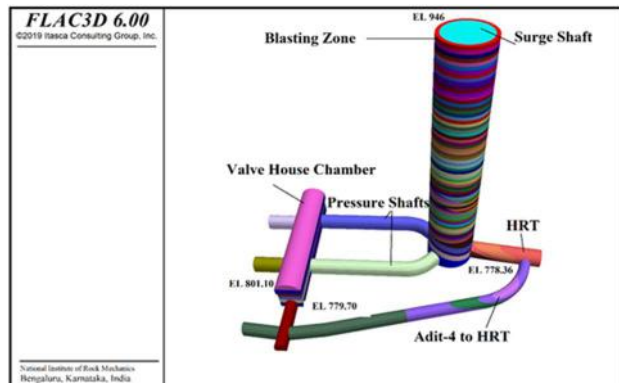 FLAC3D 6.00
©2019 Itasca Consulting Group, Inc.
EL 946
Blasting Zone
Surge Shaft
Valve House Chamber
Pressure Shafts
HRT
EL 801.10
EL 778.36
EL 779.70
Adit-4 to HRT
National Institute of Rock Mechanics
Bengaluru, Karnataka, India